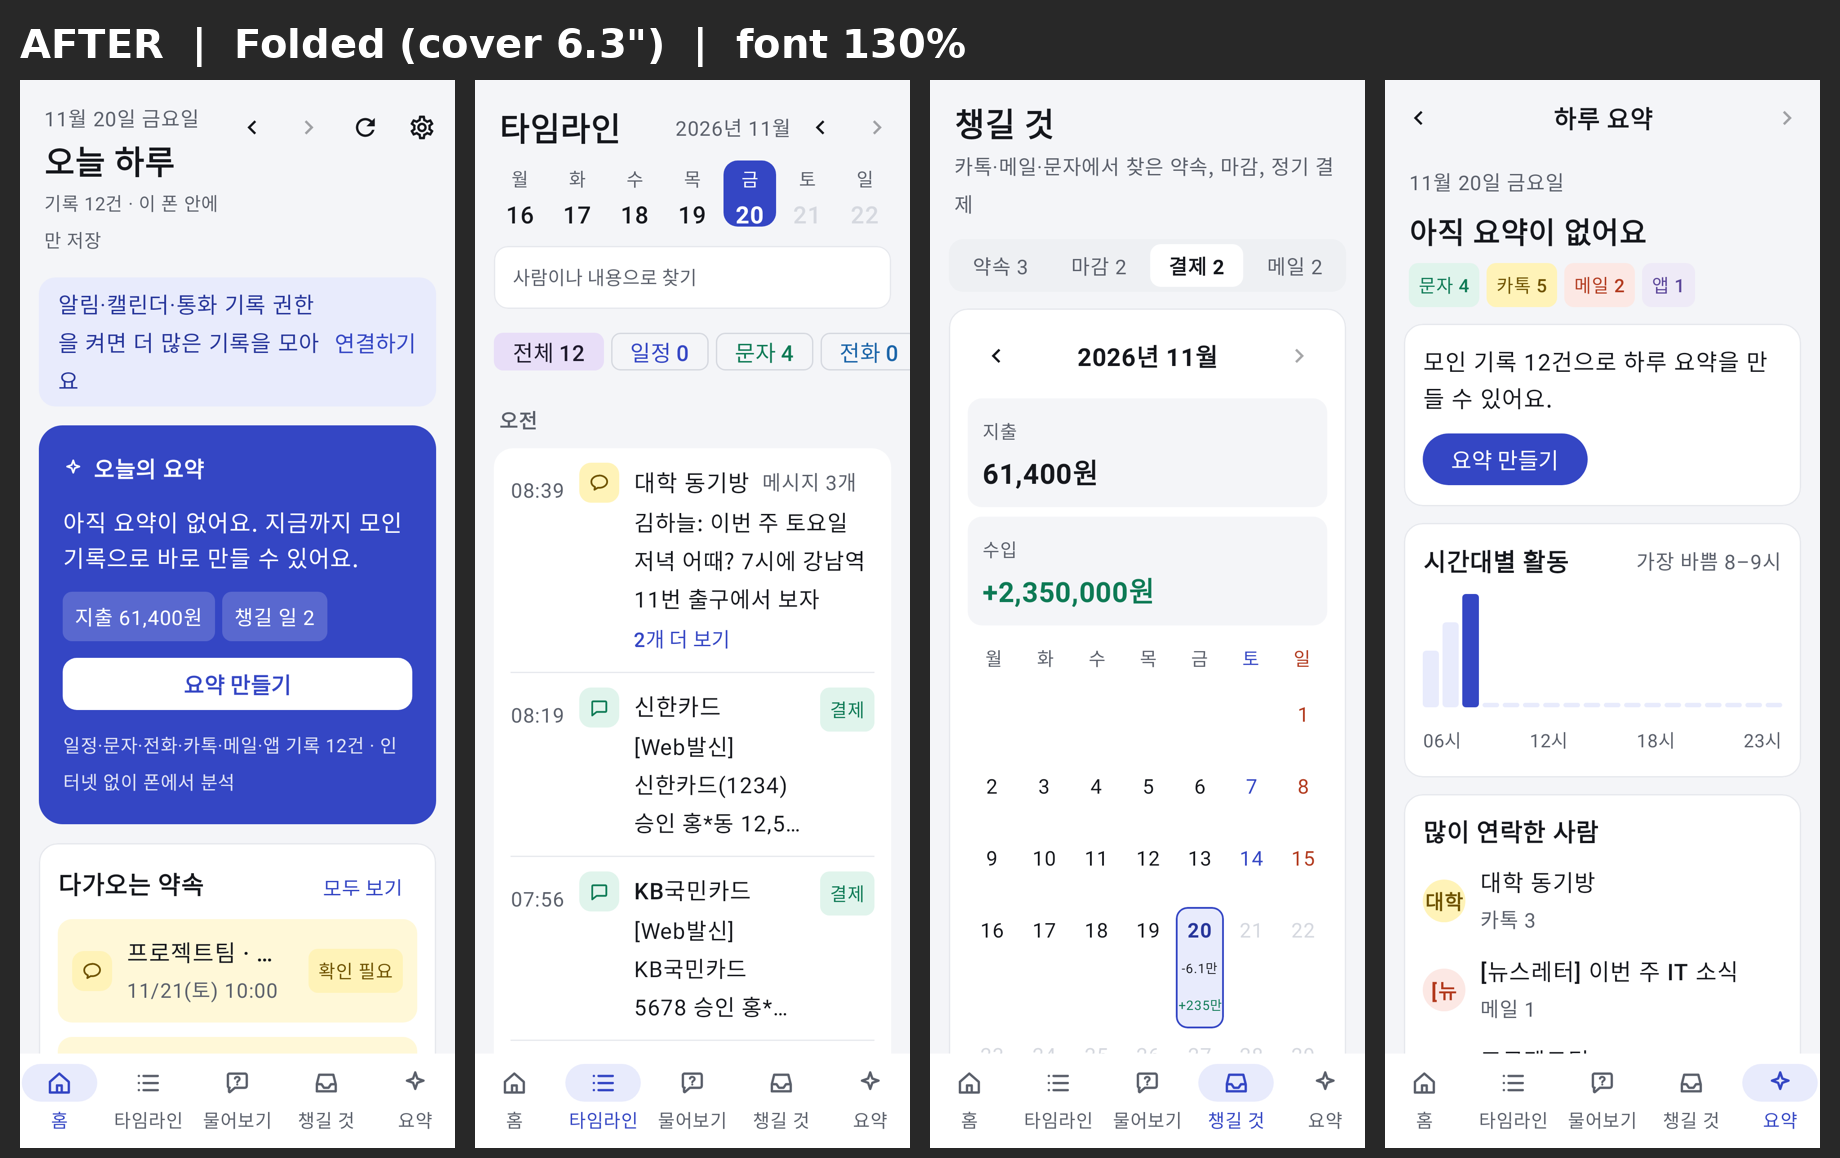 AFTER | Folded (cover 6.3") | font 130%
11월 20일 금요일
오늘 하루
기록 12건 · 이 폰 안에
만 저장
알림·캘린더·통화 기록 권한
을 켜면 더 많은 기록을 모아
요
연결하기
오늘의 요약
아직 요약이 없어요. 지금까지 모인
기록으로 바로 만들 수 있어요.
지출 61,400원 챙길 일 2
요약 만들기
일정·문자·전화·카톡·메일·앱 기록 12건 · 인
터넷 없이 폰에서 분석
다가오는 약속 모두 보기
프로젝트팀 · ...
11/21(토) 10:00
확인 필요
홈 타임라인 물어보기 챙길 것 요약
타임라인 2026년 11월
월 화 수 목 금 토 일
16 17 18 19 20 21 22
사람이나 내용으로 찾기
전체 12 일정 0 문자 4 전화 0
오전
08:39 대학 동기방 메시지 3개
김하늘: 이번 주 토요일
저녁 어때? 7시에 강남역
11번 출구에서 보자
2개 더 보기
08:19 신한카드 결제
[Web발신]
신한카드(1234)
승인 홍*동 12,5...
07:56 KB국민카드 결제
[Web발신]
KB국민카드
5678 승인 홍*...
홈 타임라인 물어보기 챙길 것 요약
챙길 것
카톡·메일·문자에서 찾은 약속, 마감, 정기 결
제
약속 3 마감 2 결제 2 메일 2
2026년 11월
지출
61,400원
수입
+2,350,000원
월 화 수 목 금 토 일
1
2 3 4 5 6 7 8
9 10 11 12 13 14 15
16 17 18 19 20 21 22
-6.1만
+235만
23 24 25 26 27 28 29
홈 타임라인 물어보기 챙길 것 요약
하루 요약
11월 20일 금요일
아직 요약이 없어요
문자 4 카톡 5 메일 2 앱 1
모인 기록 12건으로 하루 요약을 만
들 수 있어요.
요약 만들기
시간대별 활동 가장 바쁨 8–9시
06시 12시 18시 23시
많이 연락한 사람
대학 대학 동기방
카톡 3
[뉴 [뉴스레터] 이번 주 IT 소식
메일 1
프로젝트팀
홈 타임라인 물어보기 챙길 것 요약